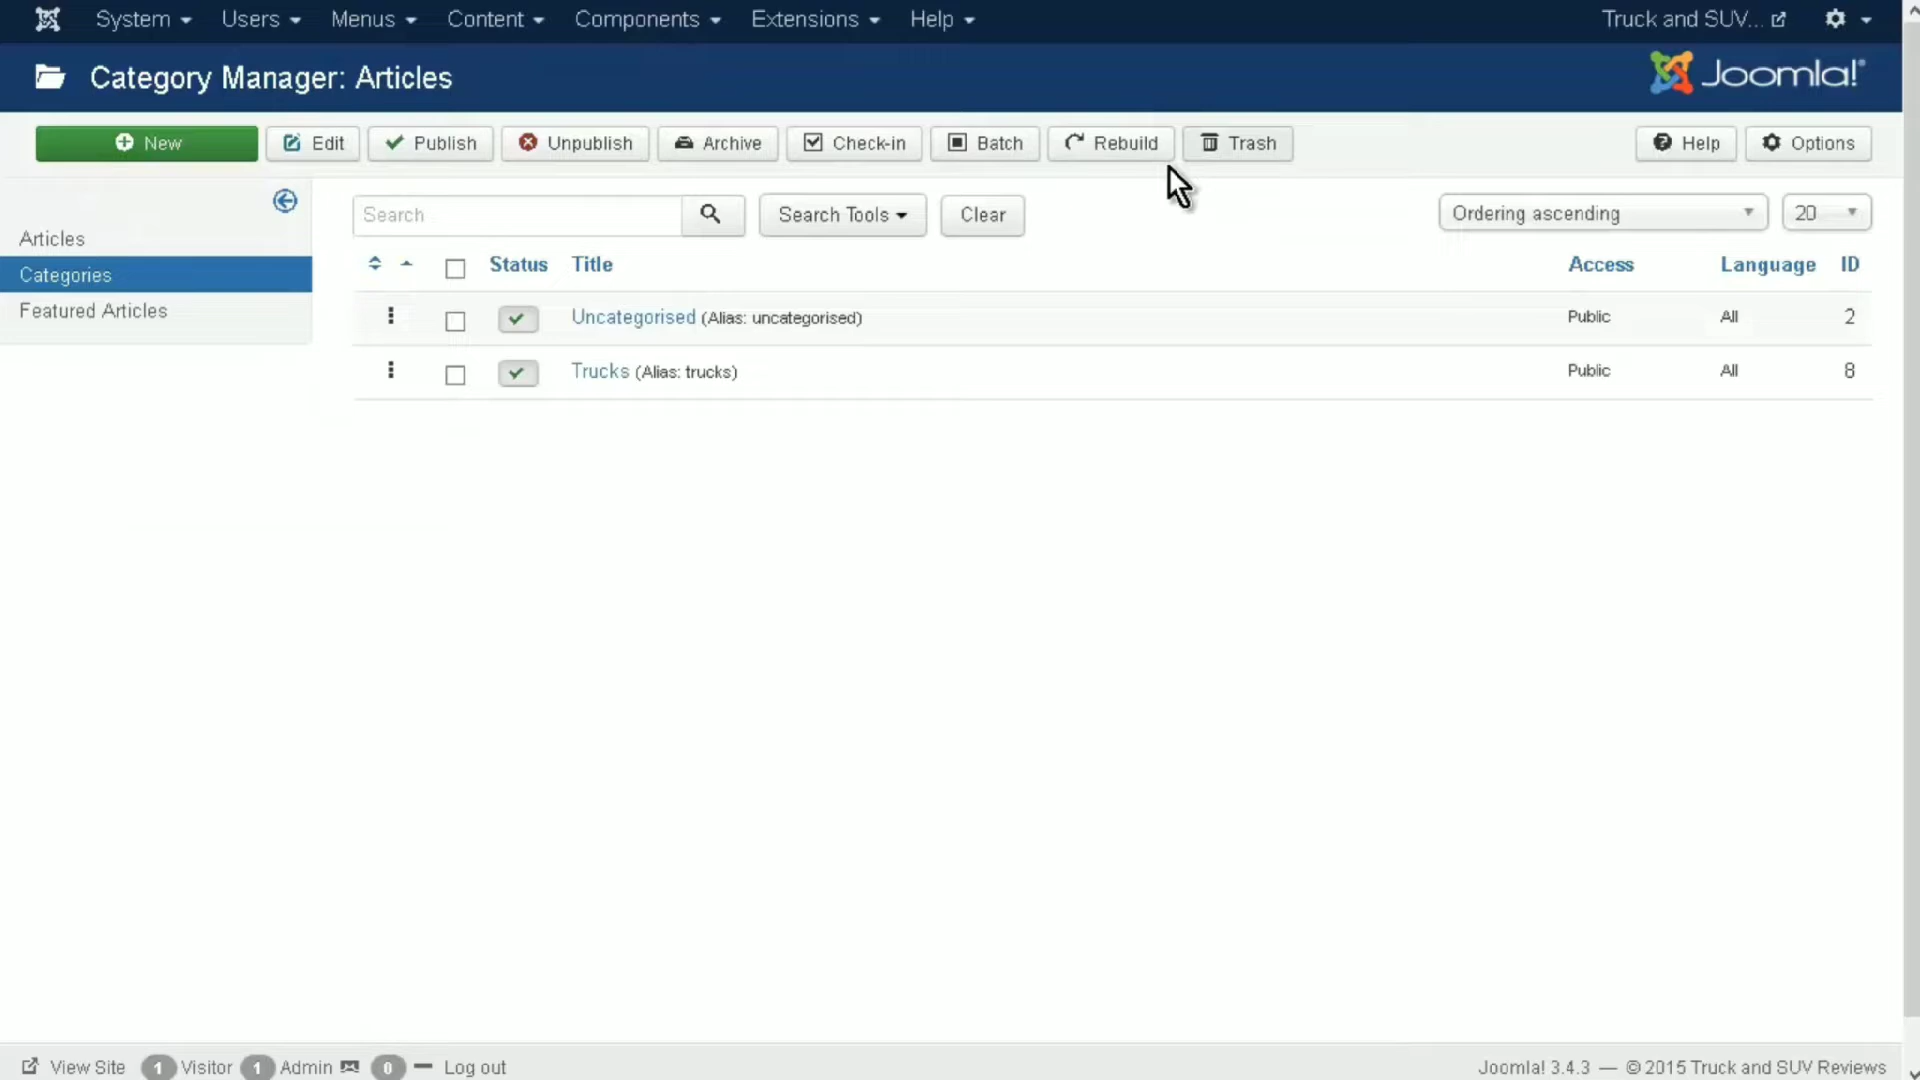 System Users Menus Content Components Extensions Help Truck and SUV...
Category Manager: Articles Joomla!®
New Edit Publish Unpublish Archive Check-in Batch Rebuild Trash Help Options
Search Search Tools Clear Ordering ascending 20
Articles
Categories
Featured Articles
Status Title Access Language ID
Uncategorised (Alias: uncategorised) Public All 2
Trucks (Alias: trucks) Public All 8
View Site 1 Visitor 1 Admin 0 Log out Joomla! 3.4.3 — © 2015 Truck and SUV Reviews